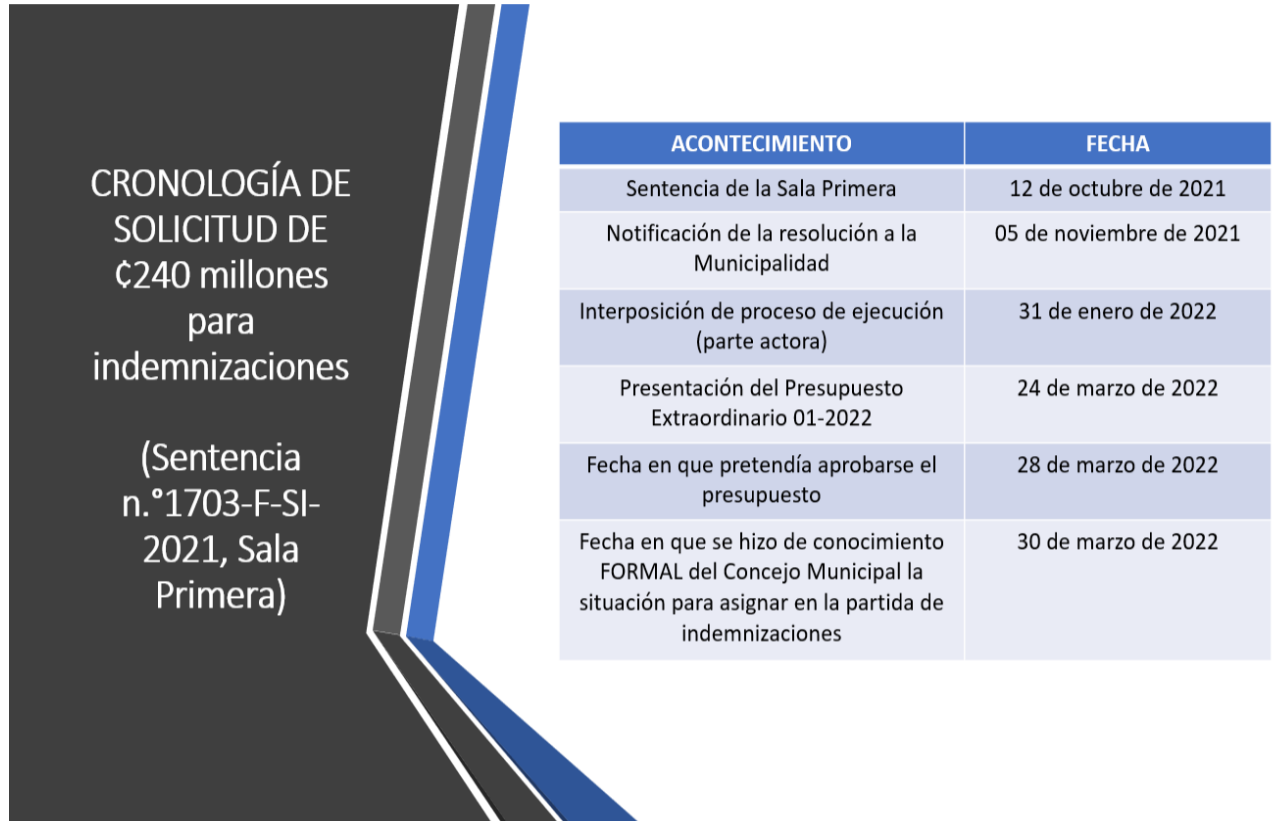 CRONOLOGÍA DE
SOLICITUD DE
₵240 millones
para
indemnizaciones
(Sentencia
n.°1703-F-SI-
2021, Sala
Primera)
ACONTECIMIENTO FECHA
Sentencia de la Sala Primera 12 de octubre de 2021
Notificación de la resolución a la 05 de noviembre de 2021
Municipalidad
Interposición de proceso de ejecución 31 de enero de 2022
(parte actora)
Presentación del Presupuesto 24 de marzo de 2022
Extraordinario 01-2022
Fecha en que pretendía aprobarse el 28 de marzo de 2022
presupuesto
Fecha en que se hizo de conocimiento 30 de marzo de 2022
FORMAL del Concejo Municipal la
situación para asignar en la partida de
indemnizaciones